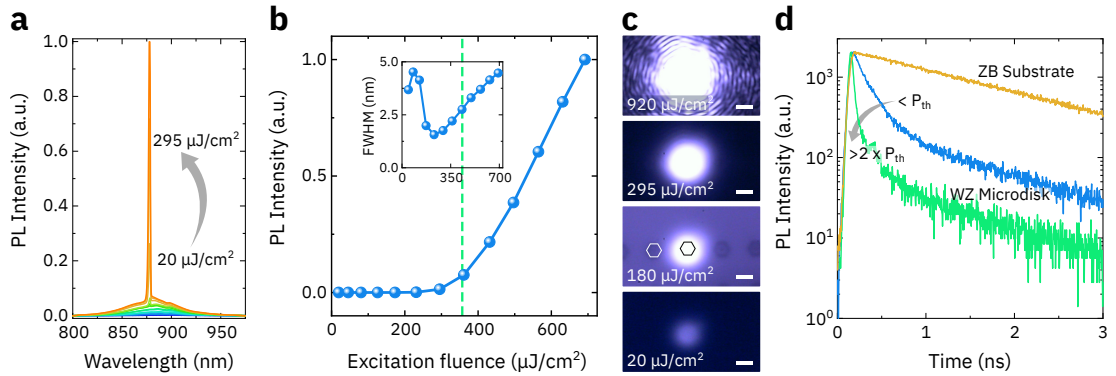 a
PL Intensity (a.u.)
1.0
0.8
0.6
0.4
0.2
0.0
295 µJ/cm²
20 µJ/cm²
800 850 900 950
Wavelength (nm)
b
PL Intensity (a.u.)
1.0
0.5
0.0
FWHM (nm)
5.0
2.5
0.0
0 350 700
0 200 400 600
Excitation fluence (µJ/cm²)
c
920 µJ/cm²
295 µJ/cm²
180 µJ/cm²
20 µJ/cm²
d
PL Intensity (a.u.)
10³
10²
10¹
10⁰
ZB Substrate
< Pth
>2 x Pth
WZ Microdisk
0 1 2 3
Time (ns)